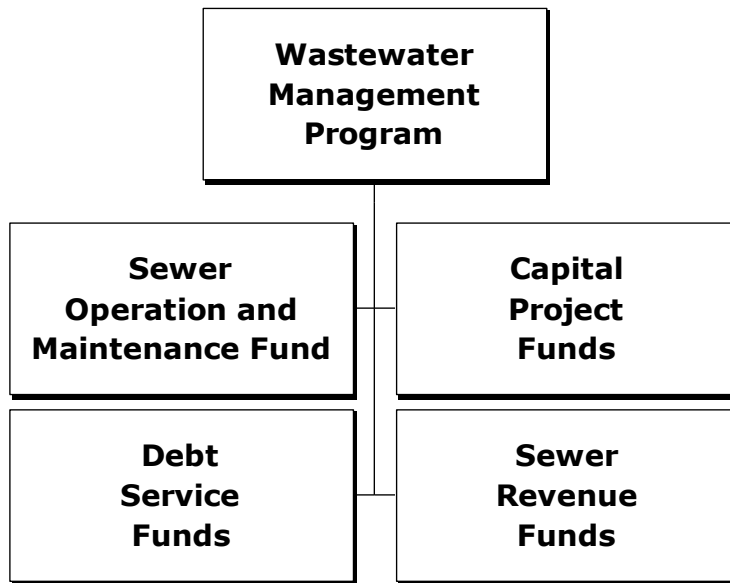 Wastewater
Management
Program
Sewer
Operation and
Maintenance Fund
Capital
Project
Funds
Debt
Service
Funds
Sewer
Revenue
Funds